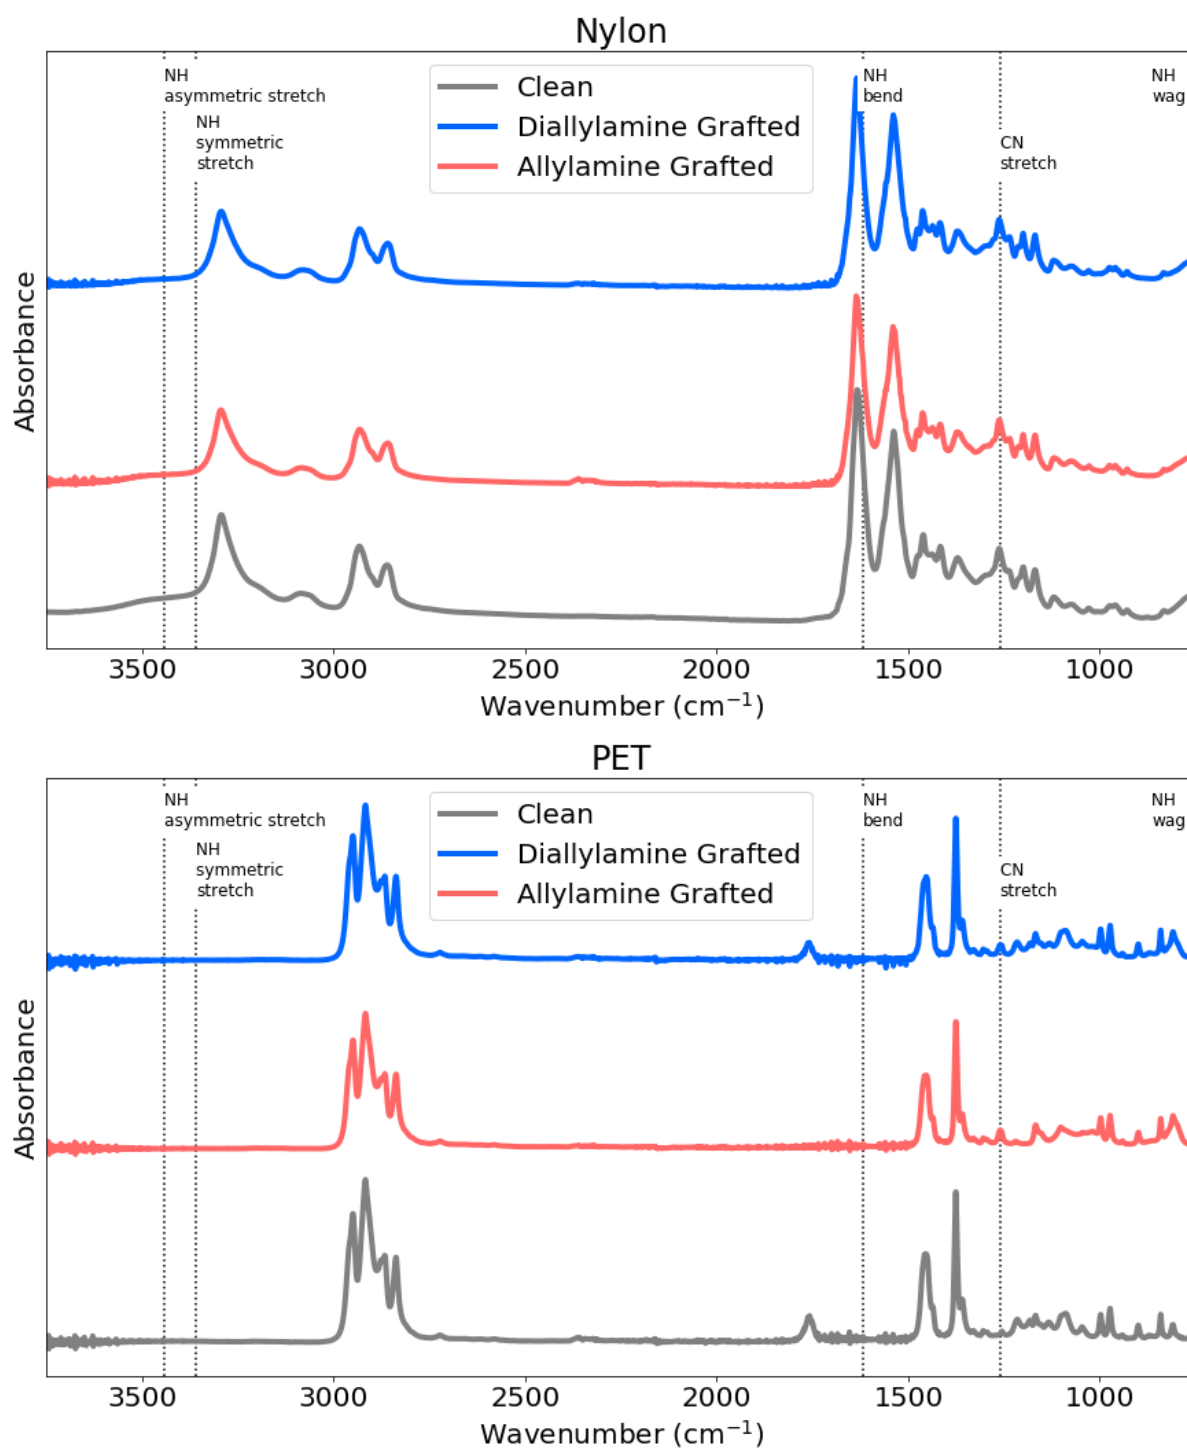 Nylon
NH
asymmetric stretch
NH
symmetric
stretch
Clean
Diallylamine Grafted
Allylamine Grafted
NH
bend
CN
stretch
NH
wag
Absorbance
3500 3000 2500 2000 1500 1000
Wavenumber (cm⁻¹)
PET
NH
asymmetric stretch
NH
symmetric
stretch
Clean
Diallylamine Grafted
Allylamine Grafted
NH
bend
CN
stretch
NH
wag
Absorbance
3500 3000 2500 2000 1500 1000
Wavenumber (cm⁻¹)